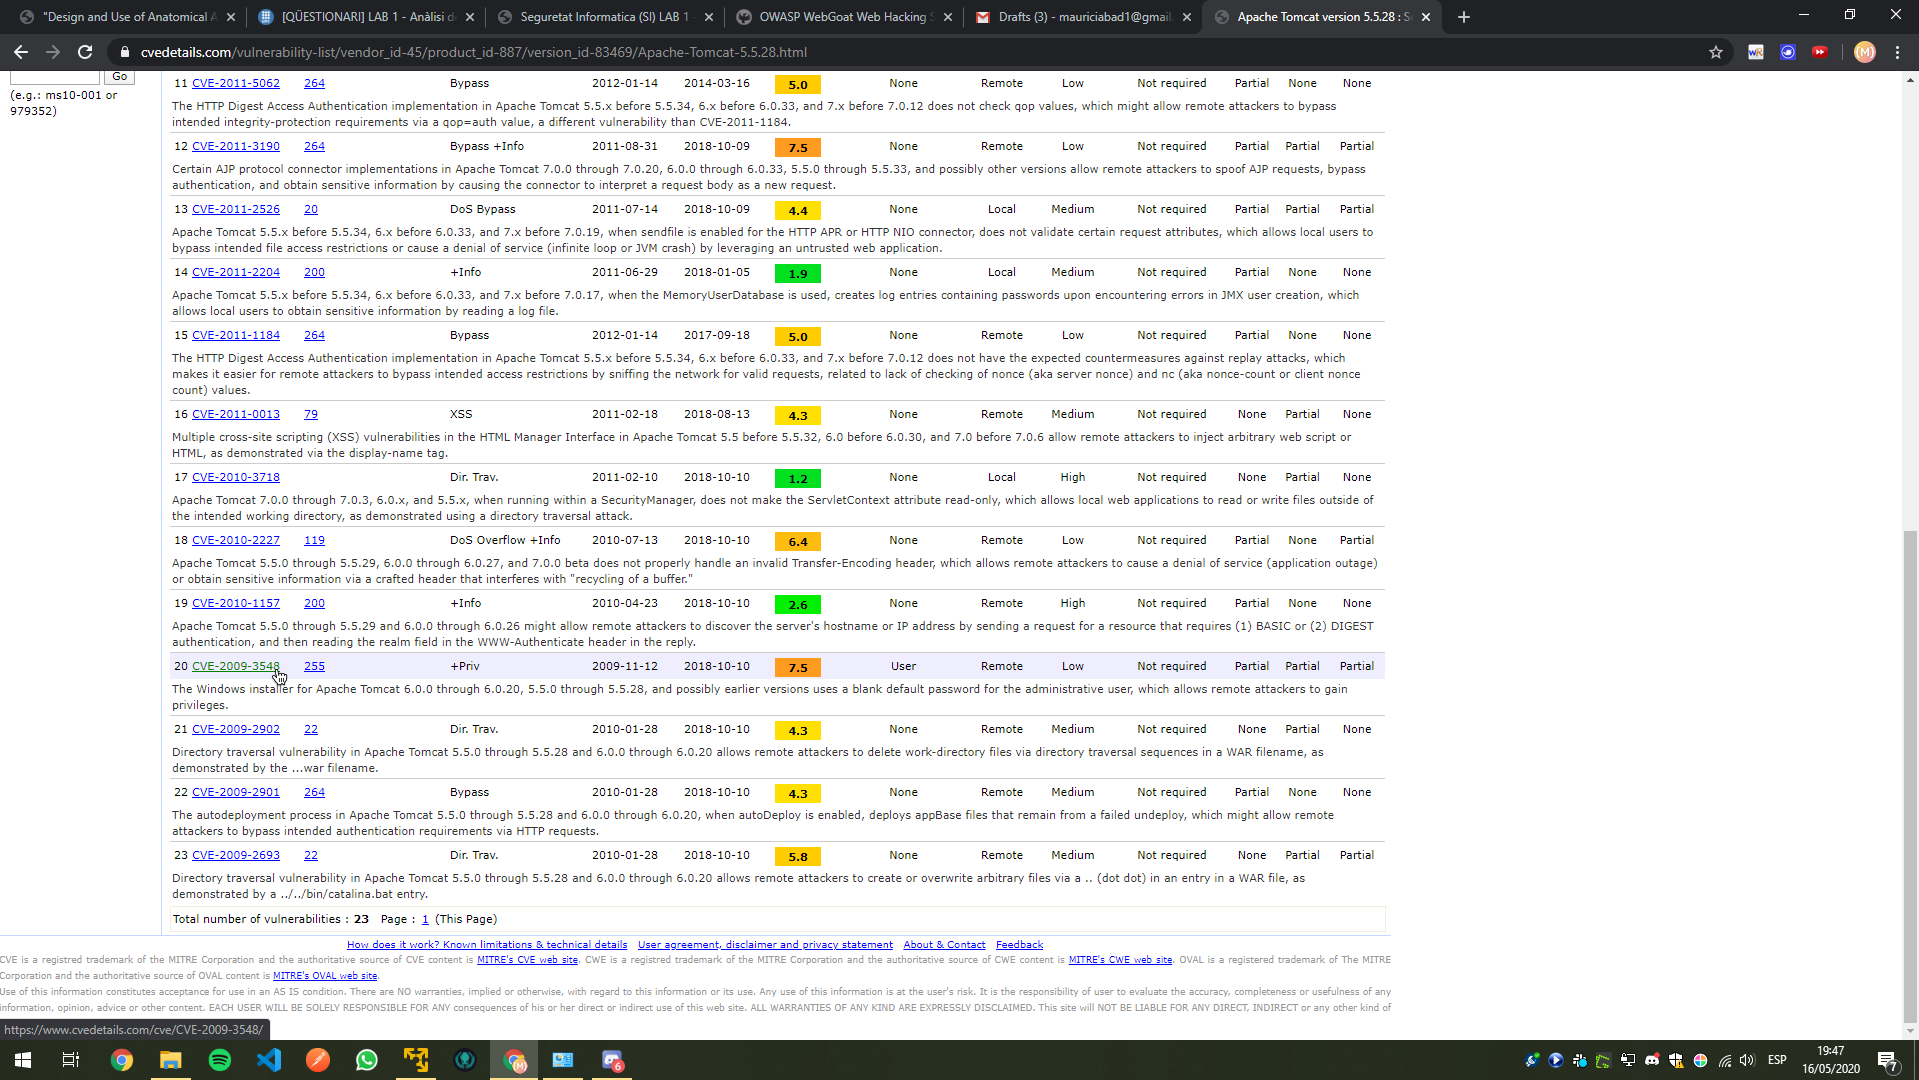 "Design and Use of Anatomical A
[QÜESTIONARI] LAB 1 - Anàlisi d
Seguretat Informatica (SI) LAB 1 -
OWASP WebGoat Web Hacking S
Drafts (3) - mauriciabad1@gmail.
Apache Tomcat version 5.5.28 : S
cvedetails.com/vulnerability-list/vendor_id-45/product_id-887/version_id-83469/Apache-Tomcat-5.5.28.html
Go
(e.g.: ms10-001 or
979352)
11 CVE-2011-5062 264 Bypass 2012-01-14 2014-03-16 5.0 None Remote Low Not required Partial None None
The HTTP Digest Access Authentication implementation in Apache Tomcat 5.5.x before 5.5.34, 6.x before 6.0.33, and 7.x before 7.0.12 does not check qop values, which might allow remote attackers to bypass
intended integrity-protection requirements via a qop=auth value, a different vulnerability than CVE-2011-1184.
12 CVE-2011-3190 264 Bypass +Info 2011-08-31 2018-10-09 7.5 None Remote Low Not required Partial Partial Partial
Certain AJP protocol connector implementations in Apache Tomcat 7.0.0 through 7.0.20, 6.0.0 through 6.0.33, 5.5.0 through 5.5.33, and possibly other versions allow remote attackers to spoof AJP requests, bypass
authentication, and obtain sensitive information by causing the connector to interpret a request body as a new request.
13 CVE-2011-2526 20 DoS Bypass 2011-07-14 2018-10-09 4.4 None Local Medium Not required Partial Partial Partial
Apache Tomcat 5.5.x before 5.5.34, 6.x before 6.0.33, and 7.x before 7.0.19, when sendfile is enabled for the HTTP APR or HTTP NIO connector, does not validate certain request attributes, which allows local users to
bypass intended file access restrictions or cause a denial of service (infinite loop or JVM crash) by leveraging an untrusted web application.
14 CVE-2011-2204 200 +Info 2011-06-29 2018-01-05 1.9 None Local Medium Not required Partial None None
Apache Tomcat 5.5.x before 5.5.34, 6.x before 6.0.33, and 7.x before 7.0.17, when the MemoryUserDatabase is used, creates log entries containing passwords upon encountering errors in JMX user creation, which
allows local users to obtain sensitive information by reading a log file.
15 CVE-2011-1184 264 Bypass 2012-01-14 2017-09-18 5.0 None Remote Low Not required Partial None None
The HTTP Digest Access Authentication implementation in Apache Tomcat 5.5.x before 5.5.34, 6.x before 6.0.33, and 7.x before 7.0.12 does not have the expected countermeasures against replay attacks, which
makes it easier for remote attackers to bypass intended access restrictions by sniffing the network for valid requests, related to lack of checking of nonce (aka server nonce) and nc (aka nonce-count or client nonce
count) values.
16 CVE-2011-0013 79 XSS 2011-02-18 2018-08-13 4.3 None Remote Medium Not required None Partial None
Multiple cross-site scripting (XSS) vulnerabilities in the HTML Manager Interface in Apache Tomcat 5.5 before 5.5.32, 6.0 before 6.0.30, and 7.0 before 7.0.6 allow remote attackers to inject arbitrary web script or
HTML, as demonstrated via the display-name tag.
17 CVE-2010-3718 Dir. Trav. 2011-02-10 2018-10-10 1.2 None Local High Not required None Partial None
Apache Tomcat 7.0.0 through 7.0.3, 6.0.x, and 5.5.x, when running within a SecurityManager, does not make the ServletContext attribute read-only, which allows local web applications to read or write files outside of
the intended working directory, as demonstrated using a directory traversal attack.
18 CVE-2010-2227 119 DoS Overflow +Info 2010-07-13 2018-10-10 6.4 None Remote Low Not required Partial None Partial
Apache Tomcat 5.5.0 through 5.5.29, 6.0.0 through 6.0.27, and 7.0.0 beta does not properly handle an invalid Transfer-Encoding header, which allows remote attackers to cause a denial of service (application outage)
or obtain sensitive information via a crafted header that interferes with "recycling of a buffer."
19 CVE-2010-1157 200 +Info 2010-04-23 2018-10-10 2.6 None Remote High Not required Partial None None
Apache Tomcat 5.5.0 through 5.5.29 and 6.0.0 through 6.0.26 might allow remote attackers to discover the server's hostname or IP address by sending a request for a resource that requires (1) BASIC or (2) DIGEST
authentication, and then reading the realm field in the WWW-Authenticate header in the reply.
20 CVE-2009-3548 255 +Priv 2009-11-12 2018-10-10 7.5 User Remote Low Not required Partial Partial Partial
The Windows installer for Apache Tomcat 6.0.0 through 6.0.20, 5.5.0 through 5.5.28, and possibly earlier versions uses a blank default password for the administrative user, which allows remote attackers to gain
privileges.
21 CVE-2009-2902 22 Dir. Trav. 2010-01-28 2018-10-10 4.3 None Remote Medium Not required None Partial None
Directory traversal vulnerability in Apache Tomcat 5.5.0 through 5.5.28 and 6.0.0 through 6.0.20 allows remote attackers to delete work-directory files via directory traversal sequences in a WAR filename, as
demonstrated by the ...war filename.
22 CVE-2009-2901 264 Bypass 2010-01-28 2018-10-10 4.3 None Remote Medium Not required Partial None None
The autodeployment process in Apache Tomcat 5.5.0 through 5.5.28 and 6.0.0 through 6.0.20, when autoDeploy is enabled, deploys appBase files that remain from a failed undeploy, which might allow remote
attackers to bypass intended authentication requirements via HTTP requests.
23 CVE-2009-2693 22 Dir. Trav. 2010-01-28 2018-10-10 5.8 None Remote Medium Not required None Partial Partial
Directory traversal vulnerability in Apache Tomcat 5.5.0 through 5.5.28 and 6.0.0 through 6.0.20 allows remote attackers to create or overwrite arbitrary files via a .. (dot dot) in an entry in a WAR file, as
demonstrated by a ../../bin/catalina.bat entry.
Total number of vulnerabilities : 23 Page : 1 (This Page)
How does it work? Known limitations & technical details User agreement, disclaimer and privacy statement About & Contact Feedback
CVE is a registred trademark of the MITRE Corporation and the authoritative source of CVE content is MITRE's CVE web site. CWE is a registred trademark of the MITRE Corporation and the authoritative source of CWE content is MITRE's CWE web site. OVAL is a registered trademark of The MITRE
Corporation and the authoritative source of OVAL content is MITRE's OVAL web site.
Use of this information constitutes acceptance for use in an AS IS condition. There are NO warranties, implied or otherwise, with regard to this information or its use. Any use of this information is at the user's risk. It is the responsibility of user to evaluate the accuracy, completeness or usefulness of any
information, opinion, advice or other content. EACH USER WILL BE SOLELY RESPONSIBLE FOR ANY consequences of his or her direct or indirect use of this web site. ALL WARRANTIES OF ANY KIND ARE EXPRESSLY DISCLAIMED. This site will NOT BE LIABLE FOR ANY DIRECT, INDIRECT or any other kind of
https://www.cvedetails.com/cve/CVE-2009-3548/
ESP
19:47
16/05/2020
7